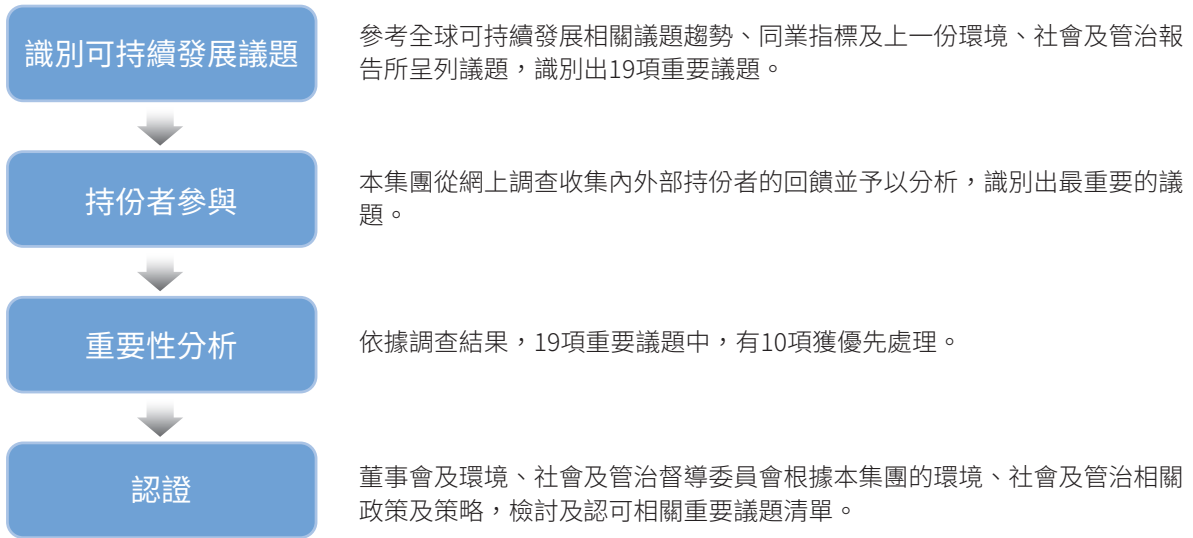 識別可持續發展議題
參考全球可持續發展相關議題趨勢、同業指標及上一份環境、社會及管治報
告所呈列議題，識別出19項重要議題。
持份者參與
本集團從網上調查收集內外部持份者的回饋並予以分析，識別出最重要的議
題。
重要性分析
依據調查結果，19項重要議題中，有10項獲優先處理。
認證
董事會及環境、社會及管治督導委員會根據本集團的環境、社會及管治相關
政策及策略，檢討及認可相關重要議題清單。